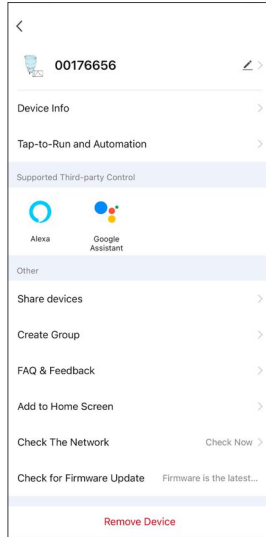 00176656
Device Info
Tap-to-Run and Automation
Supported Third-party Control
Alexa
Google
Assistant
Other
Share devices
Create Group
FAQ & Feedback
Add to Home Screen
Check The Network Check Now
Check for Firmware Update Firmware is the latest...
Remove Device